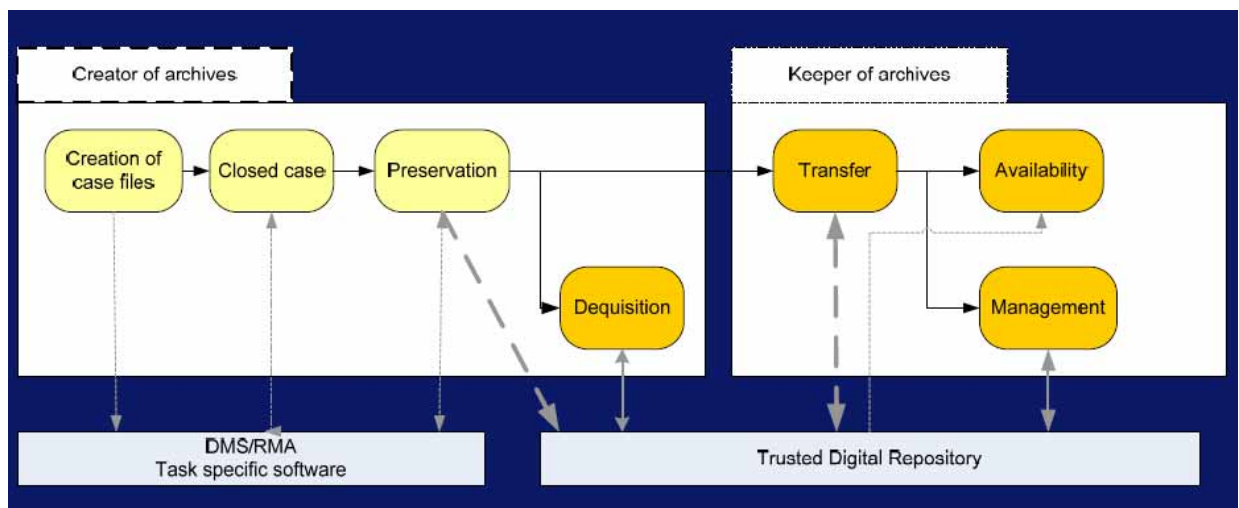 Creator of archives
Keeper of archives
Creation of
case files
Closed case
Preservation
Transfer
Availability
Dequisition
Management
DMS/RMA
Task specific software
Trusted Digital Repository